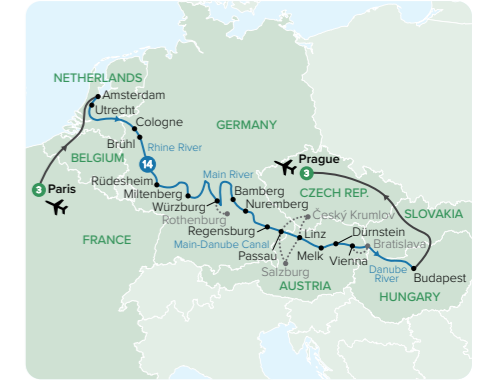 NETHERLANDS
Amsterdam
Utrecht
Cologne
GERMANY
Brühl
Rhine River
BELGIUM
14
Prague
3
Main River
Rüdesheim
Bamberg
CZECH REP.
3 Paris
Miltenberg
Nuremberg
Würzburg
Rothenburg
Český Krumlov
SLOVAKIA
Regensburg
Linz
Dürnstein
FRANCE
Main-Danube Canal
Bratislava
Passau
Melk
Vienna
Salzburg
Danube
River
Budapest
AUSTRIA
HUNGARY